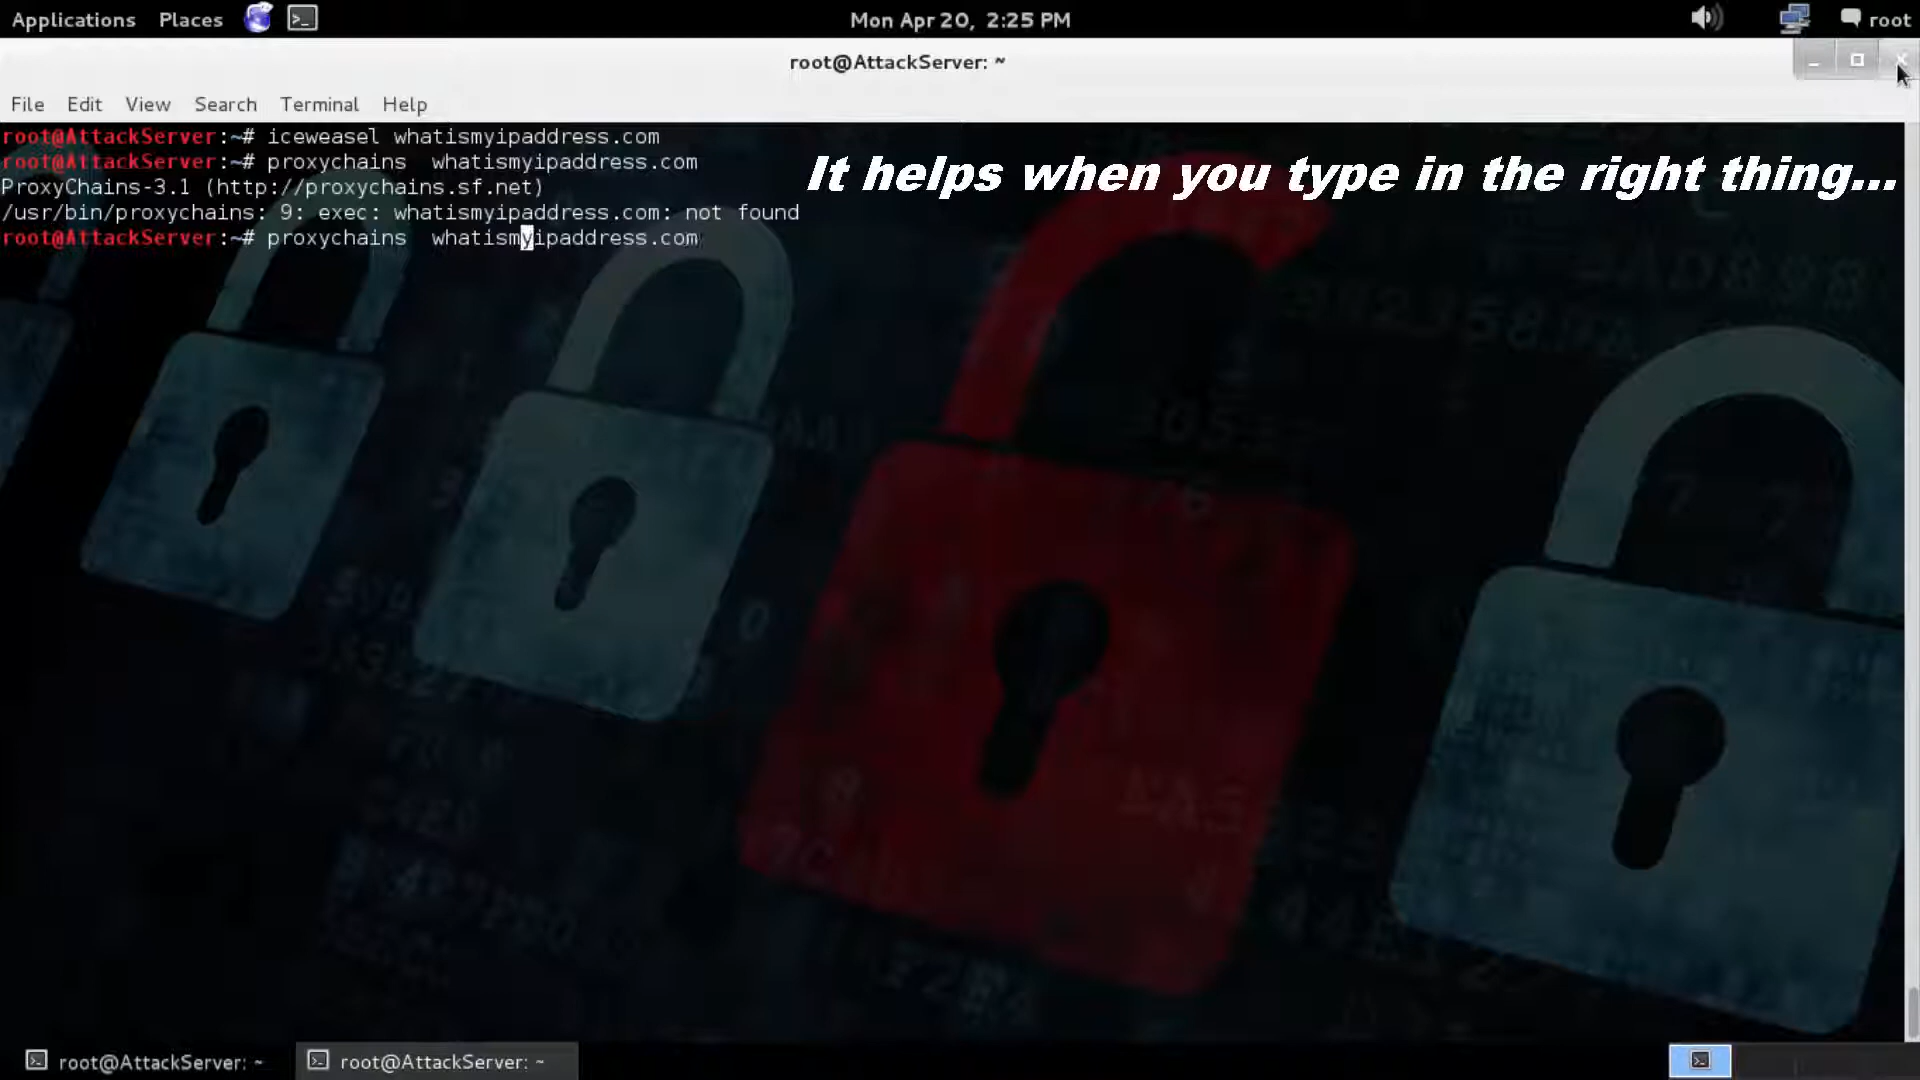 Applications Places Mon Apr 20, 2:25 PM root
root@AttackServer: ~
File Edit View Search Terminal Help
root@AttackServer:~# iceweasel whatismyipaddress.com
root@AttackServer:~# proxychains  whatismyipaddress.com
ProxyChains-3.1 (http://proxychains.sf.net)
/usr/bin/proxychains: 9: exec: whatismyipaddress.com: not found
root@AttackServer:~# proxychains  whatismyipaddress.com
It helps when you type in the right thing...
root@AttackServer: ~ root@AttackServer: ~